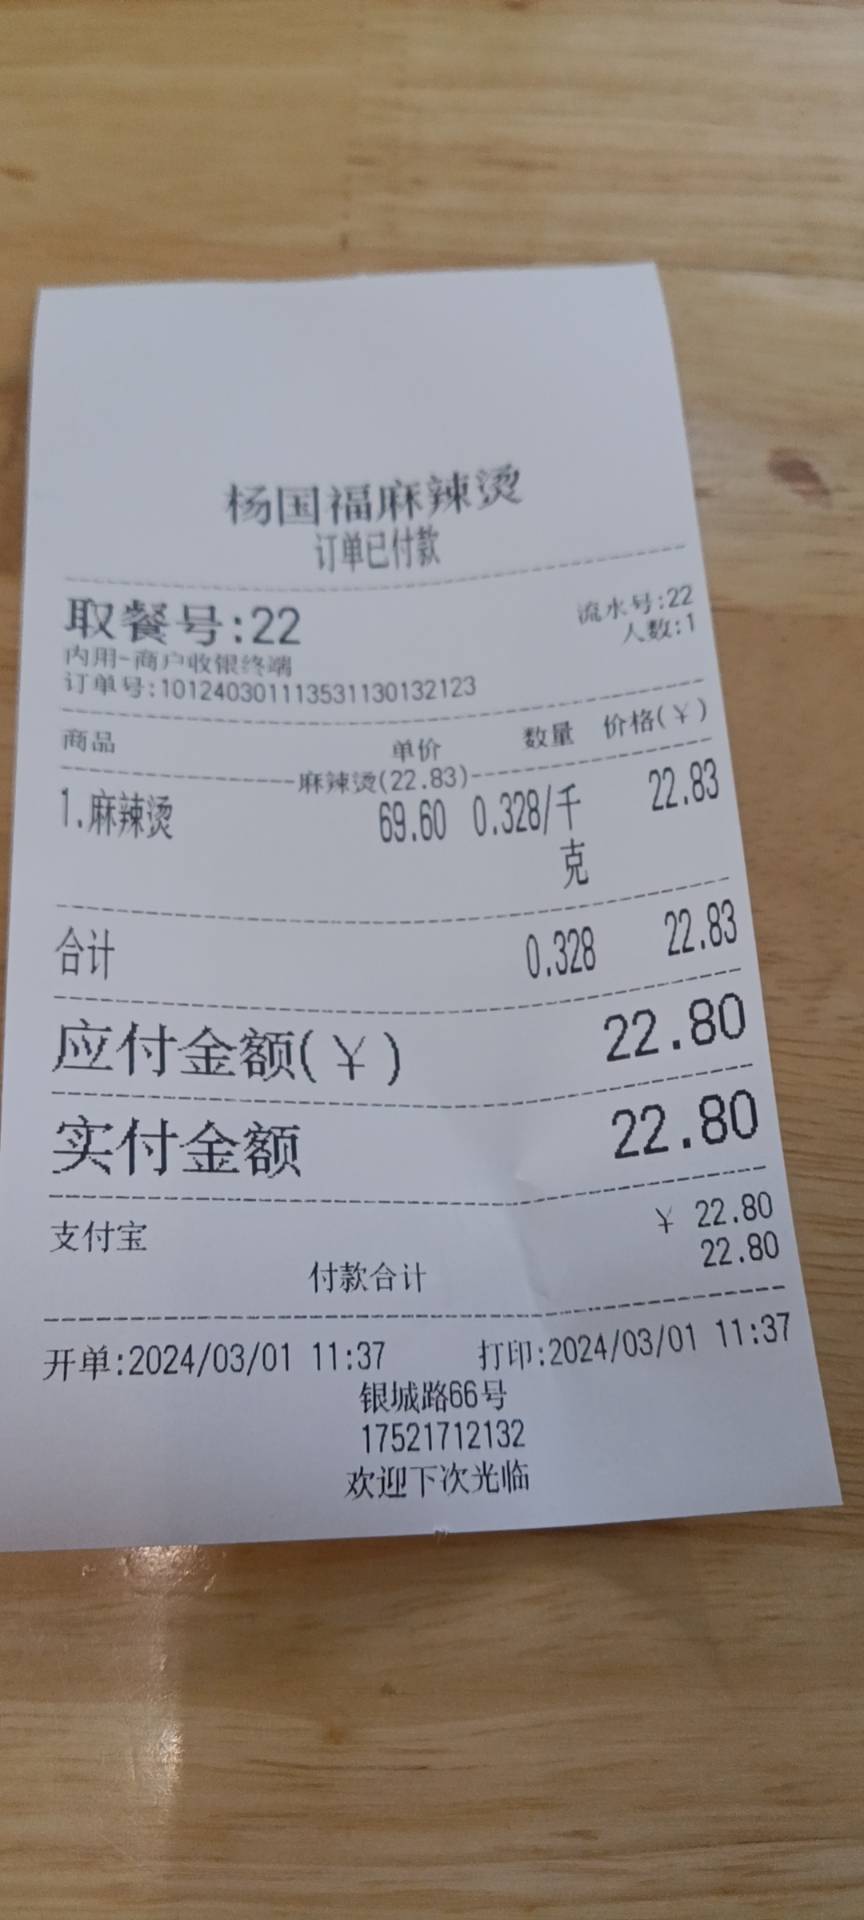 杨国福麻辣烫
订单已付款
取餐号:22 流水号:22
内用-商户收银终端 人数:1
订单号:101240301113531130132123
商品 单价 数量 价格(¥)
麻辣烫(22.83)
1.麻辣烫 69.60 0.328/千 22.83
克
合计 0.328 22.83
应付金额(¥) 22.80
实付金额 22.80
支付宝 ¥ 22.80
付款合计 22.80
开单:2024/03/01 11:37 打印:2024/03/01 11:37
银城路66号
17521712132
欢迎下次光临